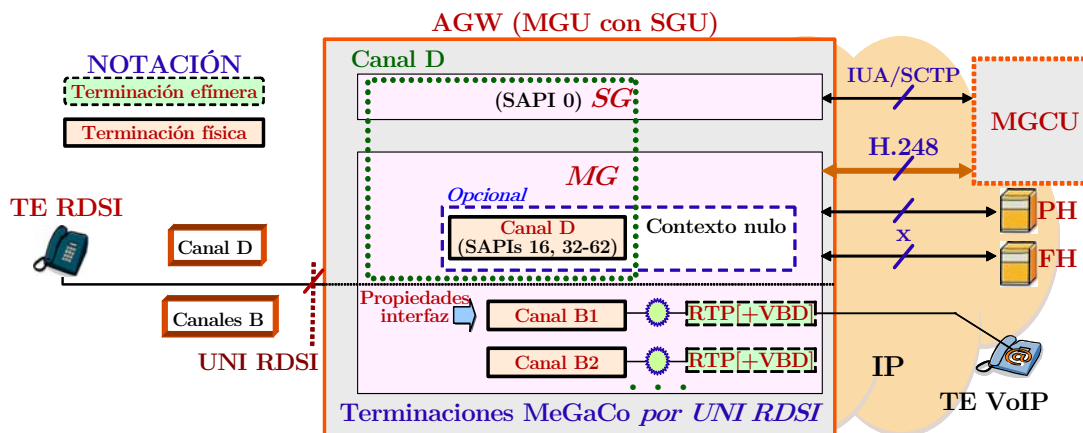 AGW (MGU con SGU)
NOTACIÓN
Terminación efímera
Terminación física
Canal D
(SAPI 0) SG
IUA/SCTP
MGCU
H.248
MG
Opcional
Canal D
(SAPIs 16, 32-62)
Contexto nulo
PH
x
FH
TE RDSI
Canal D
Canales B
UNI RDSI
Propiedades
interfaz
Canal B1
RTP[+VBD]
Canal B2
RTP[+VBD]
IP
@
TE VoIP
Terminaciones MeGaCo por UNI RDSI